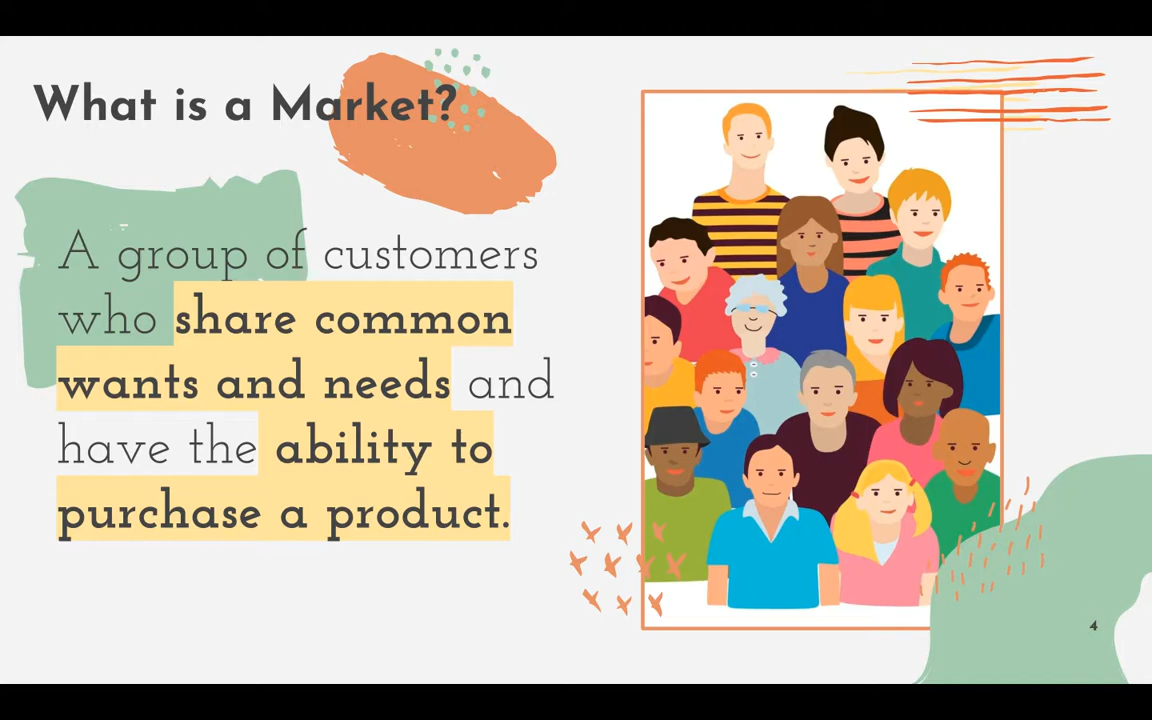 What is a Market?
A group of customers
who share common
wants and needs and
have the ability to
purchase a product.
4